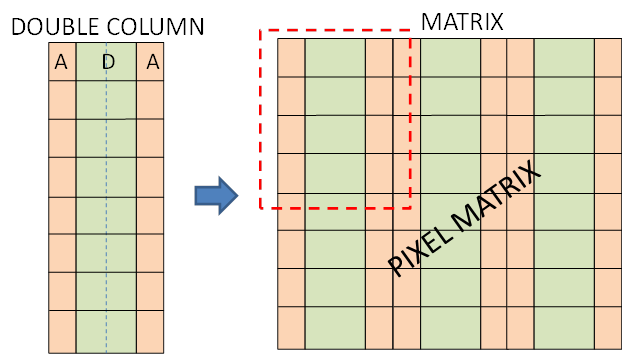 DOUBLE COLUMN
A D A
MATRIX
PIXEL MATRIX